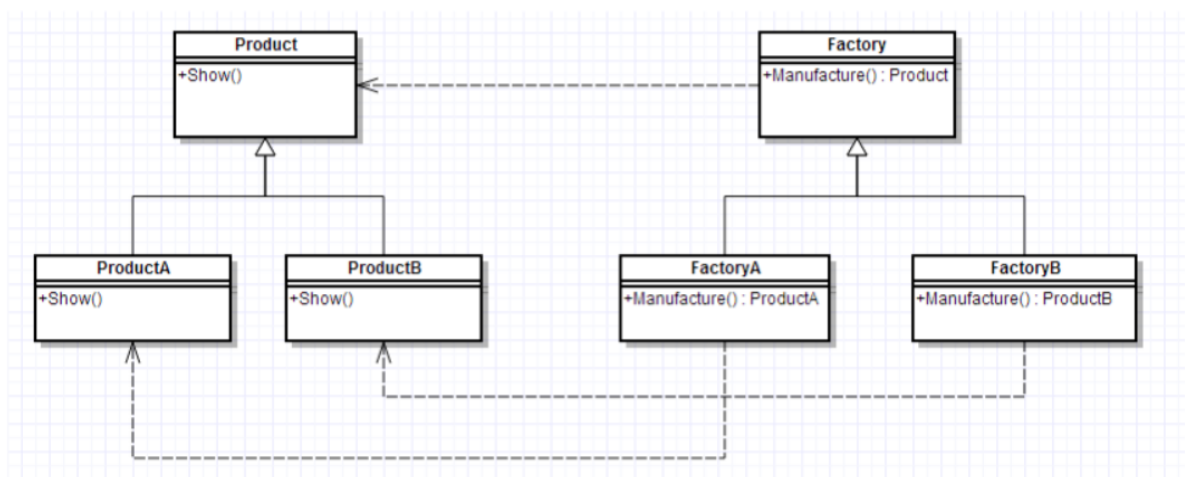 Product
+Show()
Factory
+Manufacture() : Product
ProductA
+Show()
ProductB
+Show()
FactoryA
+Manufacture() : ProductA
FactoryB
+Manufacture() : ProductB